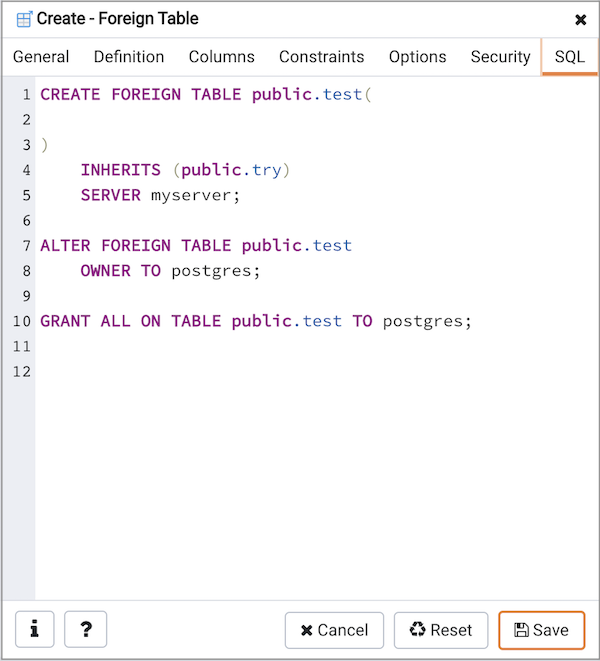 Create - Foreign Table
General Definition Columns Constraints Options Security SQL
1 CREATE FOREIGN TABLE public.test(
2
3 )
4 INHERITS (public.try)
5 SERVER myserver;
6
7 ALTER FOREIGN TABLE public.test
8 OWNER TO postgres;
9
10 GRANT ALL ON TABLE public.test TO postgres;
11
12
i ? Cancel Reset Save